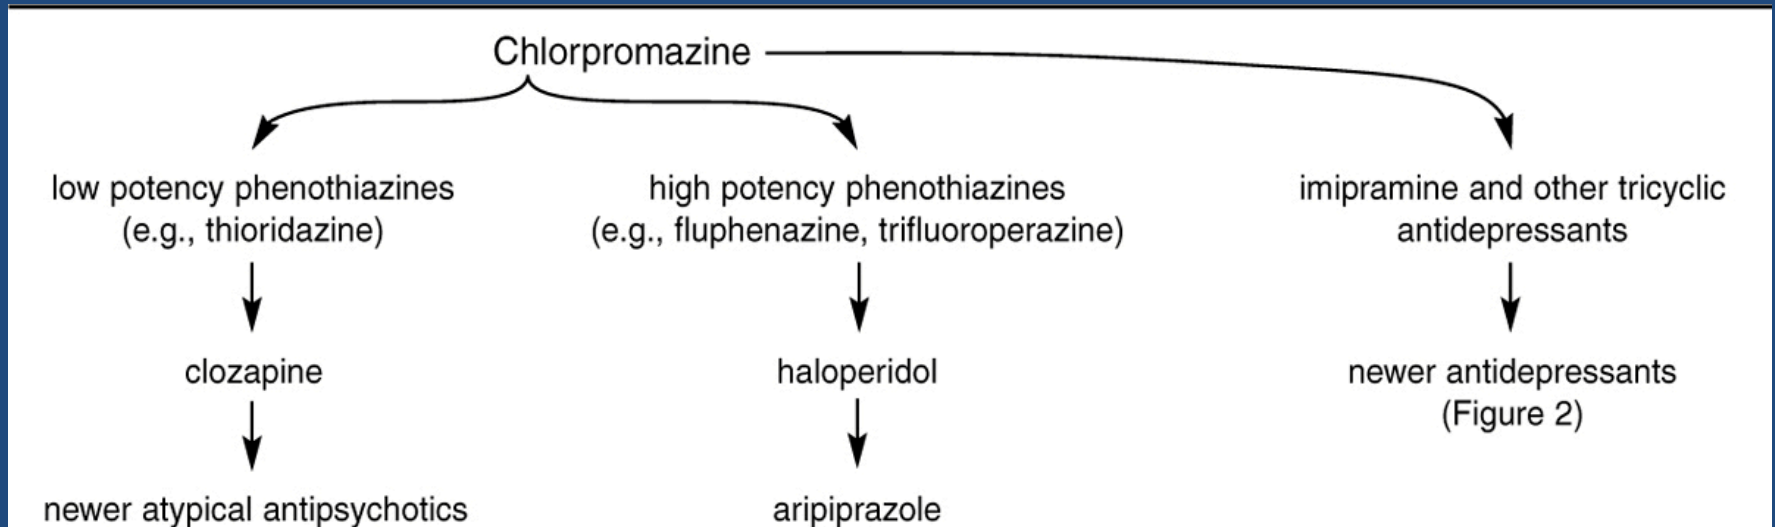 Chlorpromazine
low potency phenothiazines
(e.g., thioridazine)
high potency phenothiazines
(e.g., fluphenazine, trifluoroperazine)
imipramine and other tricyclic
antidepressants
clozapine
haloperidol
newer antidepressants
(Figure 2)
newer atypical antipsychotics
aripiprazole